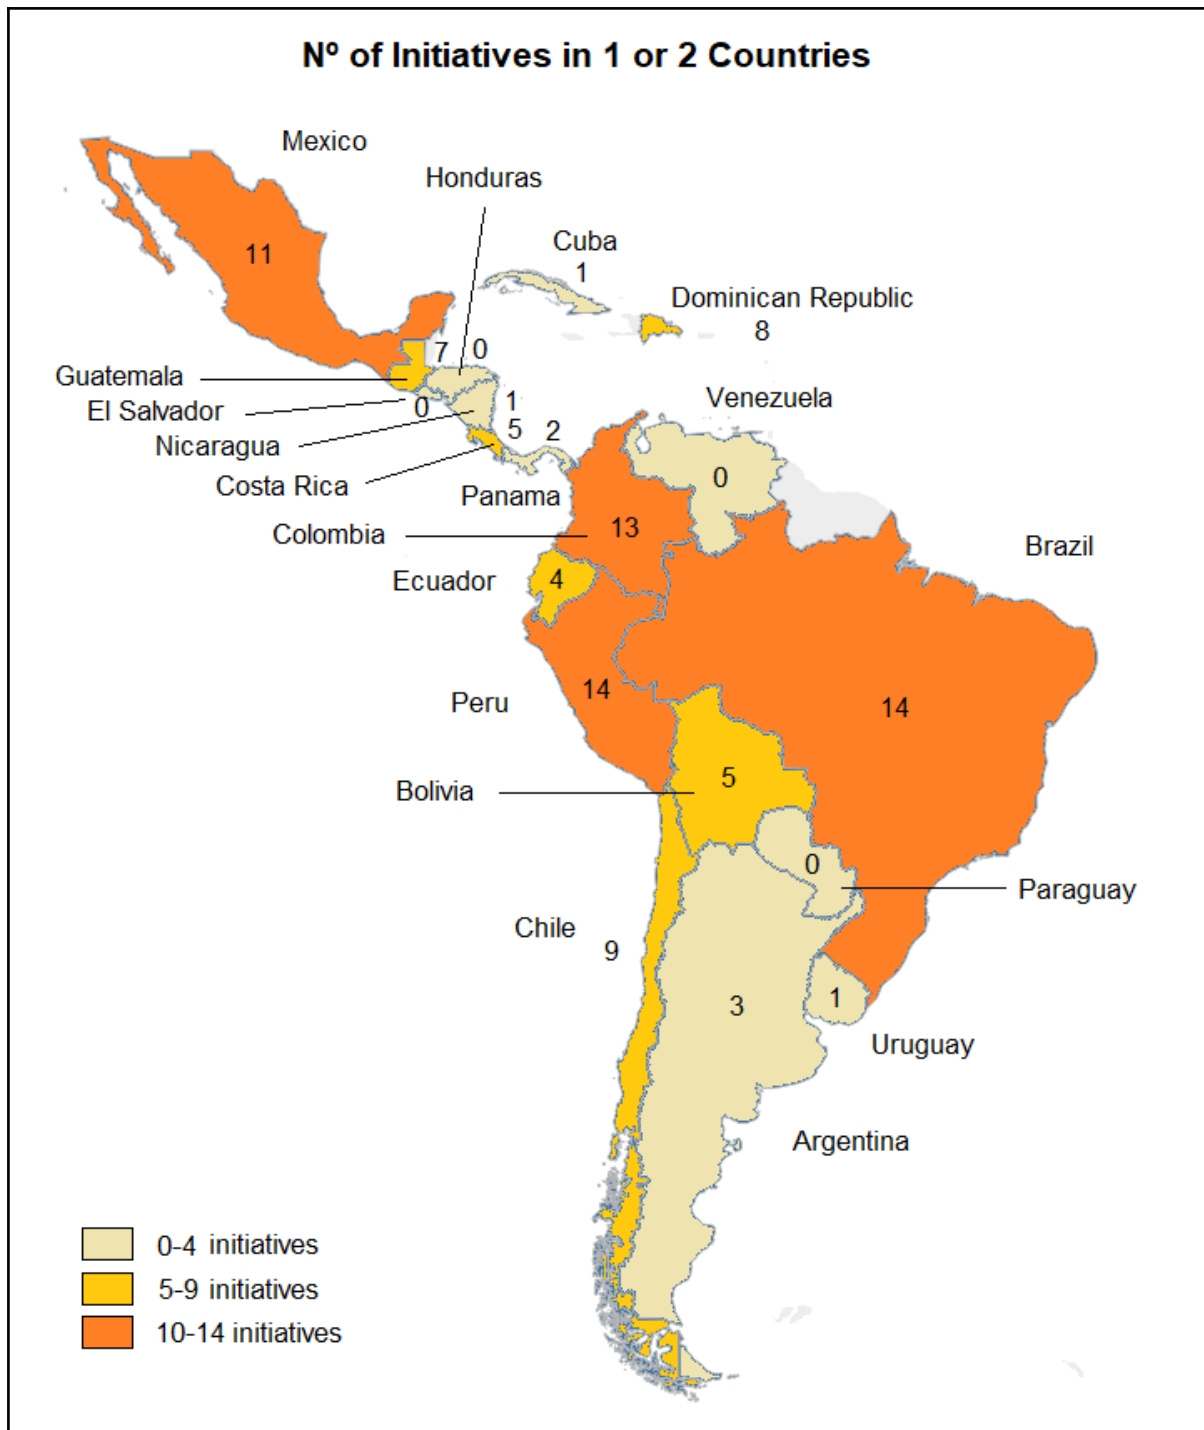 Nº of Initiatives in 1 or 2 Countries
Mexico
Honduras
11
Cuba
1
Dominican Republic
8
7
0
Guatemala
El Salvador
0
1
Venezuela
Nicaragua
5
2
Costa Rica
Panama
0
Colombia
13
Brazil
Ecuador
4
Peru
14
14
Bolivia
5
0
Paraguay
Chile
9
3
1
Uruguay
Argentina
0-4 initiatives
5-9 initiatives
10-14 initiatives